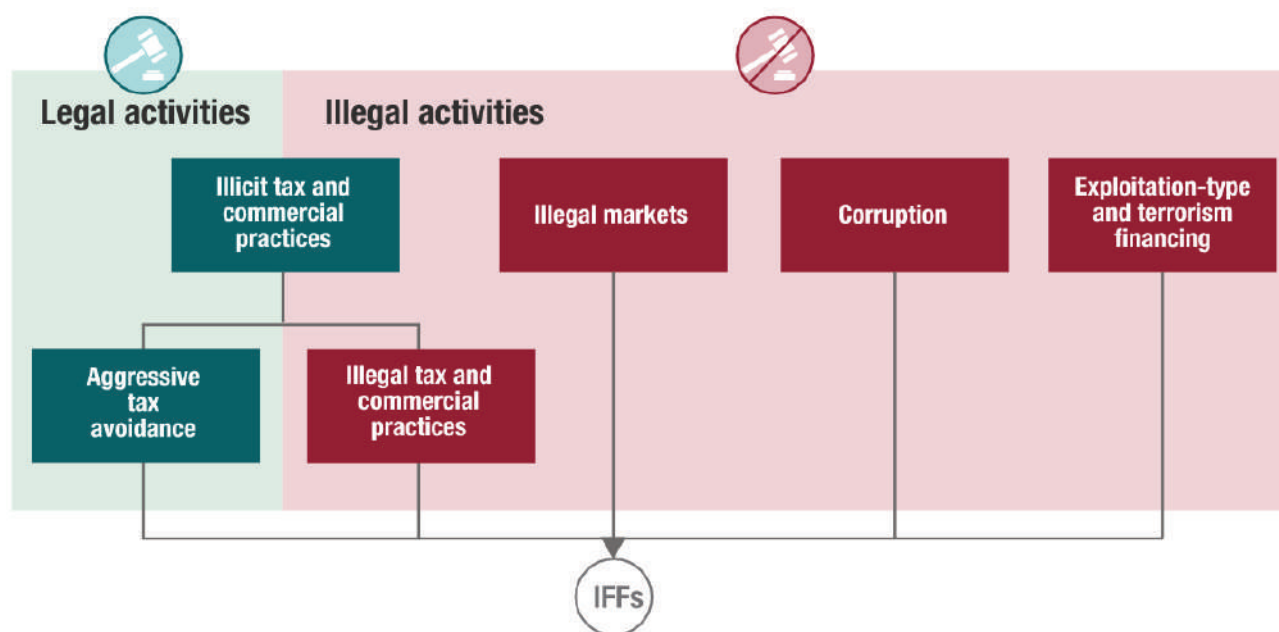 Legal activities
Illegal activities
Illicit tax and
commercial
practices
Illegal markets
Corruption
Exploitation-type
and terrorism
financing
Aggressive
tax
avoidance
Illegal tax and
commercial
practices
IFFs